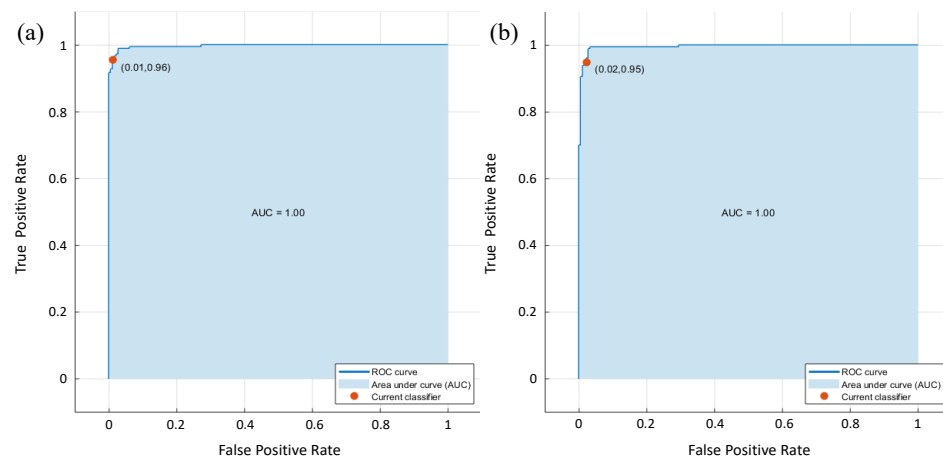 (a)
1
0.8
0.6
0.4
0.2
0
True Positive Rate
(0.01,0.96)
AUC = 1.00
ROC curve
Area under curve (AUC)
Current classifier
0 0.2 0.4 0.6 0.8 1
False Positive Rate
(b)
1
0.8
0.6
0.4
0.2
0
True Positive Rate
(0.02,0.95)
AUC = 1.00
ROC curve
Area under curve (AUC)
Current classifier
0 0.2 0.4 0.6 0.8 1
False Positive Rate